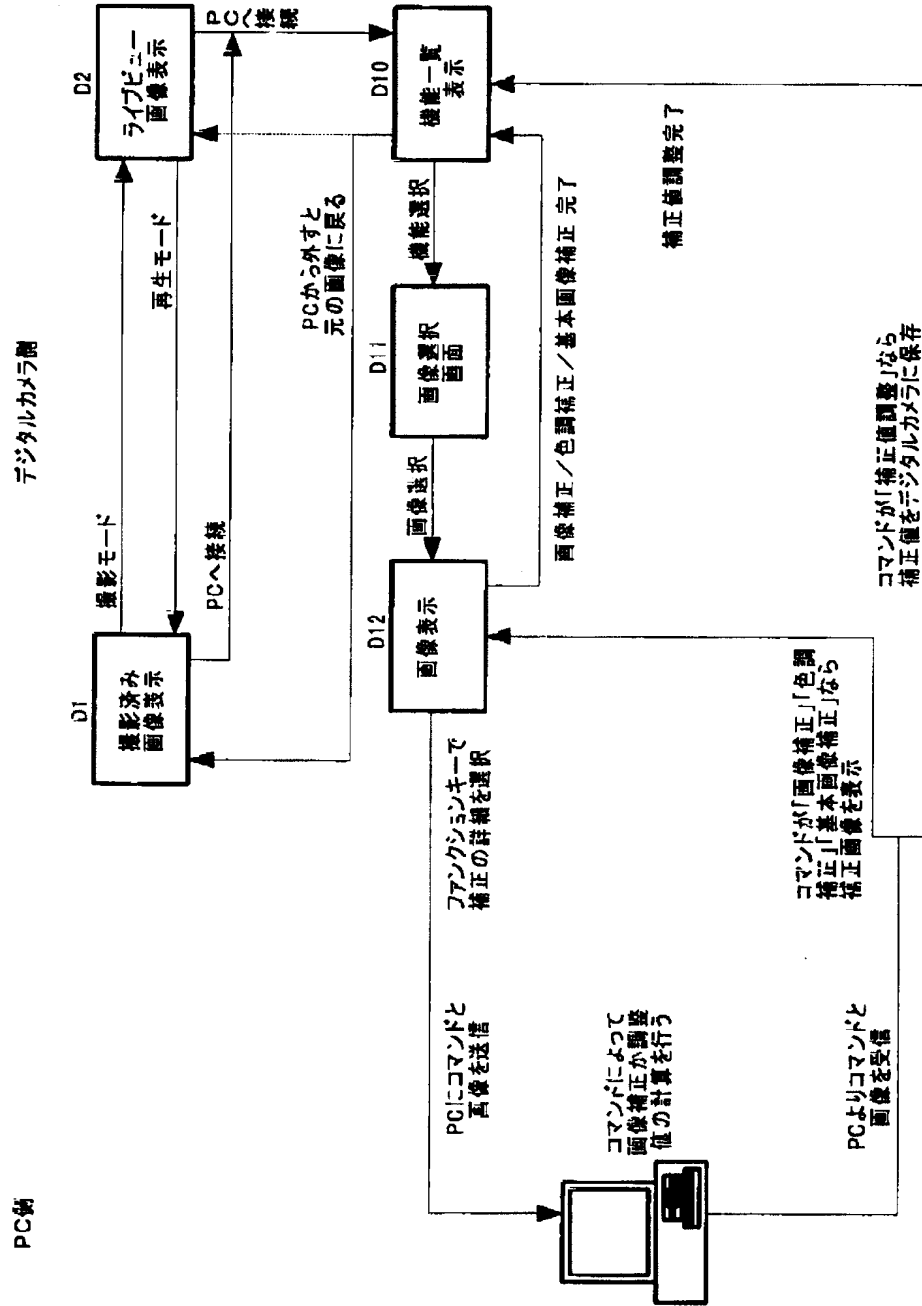 PC側
デジタルカメラ側
D1
撮影済み
画像表示
撮影モード
再生モード
D2
ライブビュー
画像表示
PCへ接続
PCへ
接続
PCから外すと
元の画像に戻る
D10
機能一覧
表示
機能選択
D11
画像選択
画面
画像選択
D12
画像表示
ファンクションキーで
補正の詳細を選択
PCにコマンドと
画像を送信
コマンドによって
画像補正か調整
値の計算を行う
PCよりコマンドと
画像を受信
コマンドが「画像補正」「色調
補正」「基本画像補正」なら
補正画像を表示
画像補正/色調補正/基本画像補正 完了
補正値調整完了
コマンドが「補正値調整」なら
補正値をデジタルカメラに保存